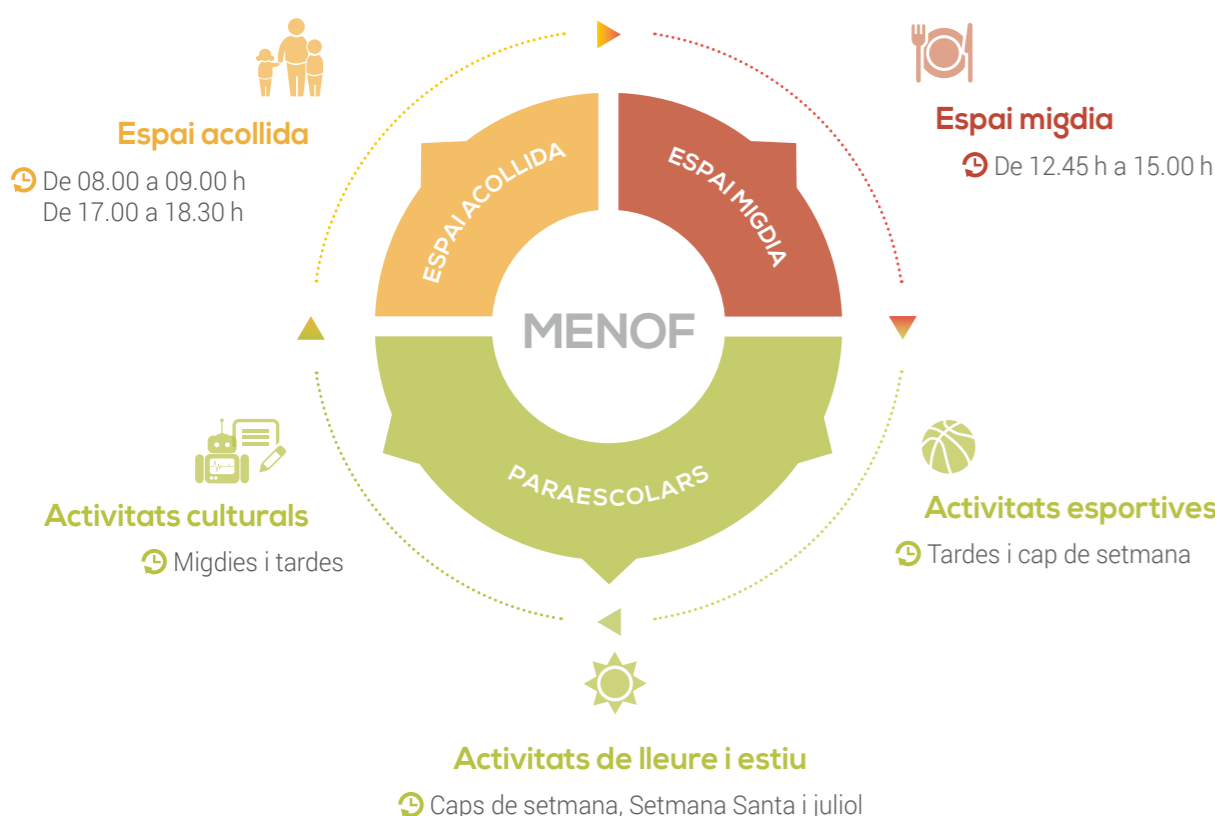 Espai acollida
De 08.00 a 09.00 h
De 17.00 a 18.30 h
Espai migdia
De 12.45 h a 15.00 h
ESPAI ACOLLIDA
ESPAI MIGDIA
MENOF
PARAESCOLARS
Activitats culturals
Migdies i tardes
Activitats esportives
Tardes i cap de setmana
Activitats de lleure i estiu
Caps de setmana, Setmana Santa i juliol